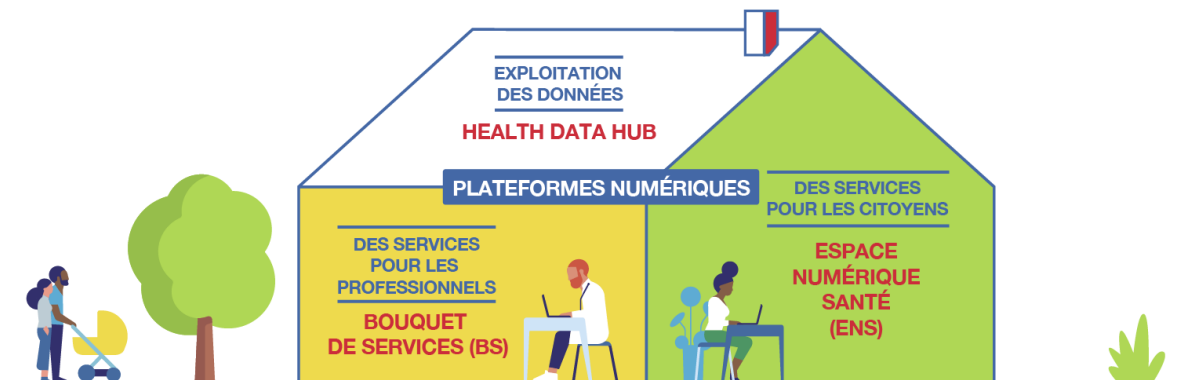 EXPLOITATION
DES DONNÉES
HEALTH DATA HUB
PLATEFORMES NUMÉRIQUES
DES SERVICES
POUR LES
PROFESSIONNELS
BOUQUET
DE SERVICES (BS)
DES SERVICES
POUR LES CITOYENS
ESPACE
NUMÉRIQUE
SANTÉ
(ENS)